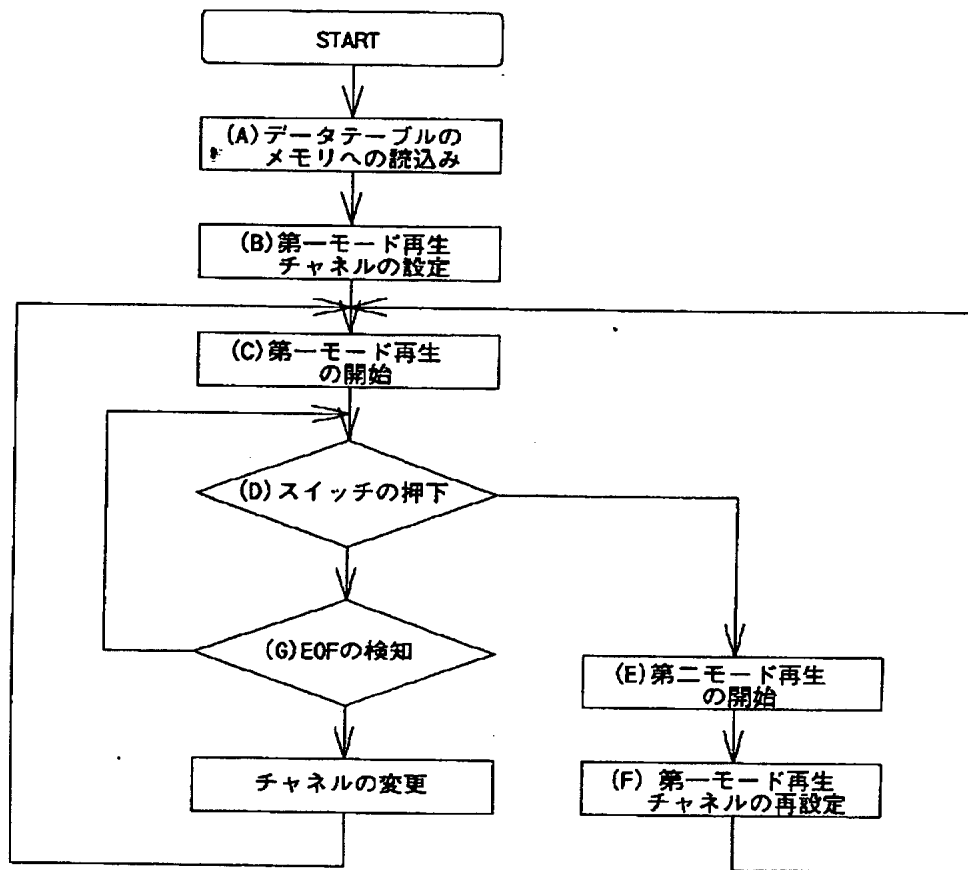 START
(A)データテーブルの
メモリへの読込み
(B)第一モード再生
チャネルの設定
(C)第一モード再生
の開始
(D)スイッチの押下
(G)EOFの検知
(E)第二モード再生
の開始
チャネルの変更
(F) 第一モード再生
チャネルの再設定